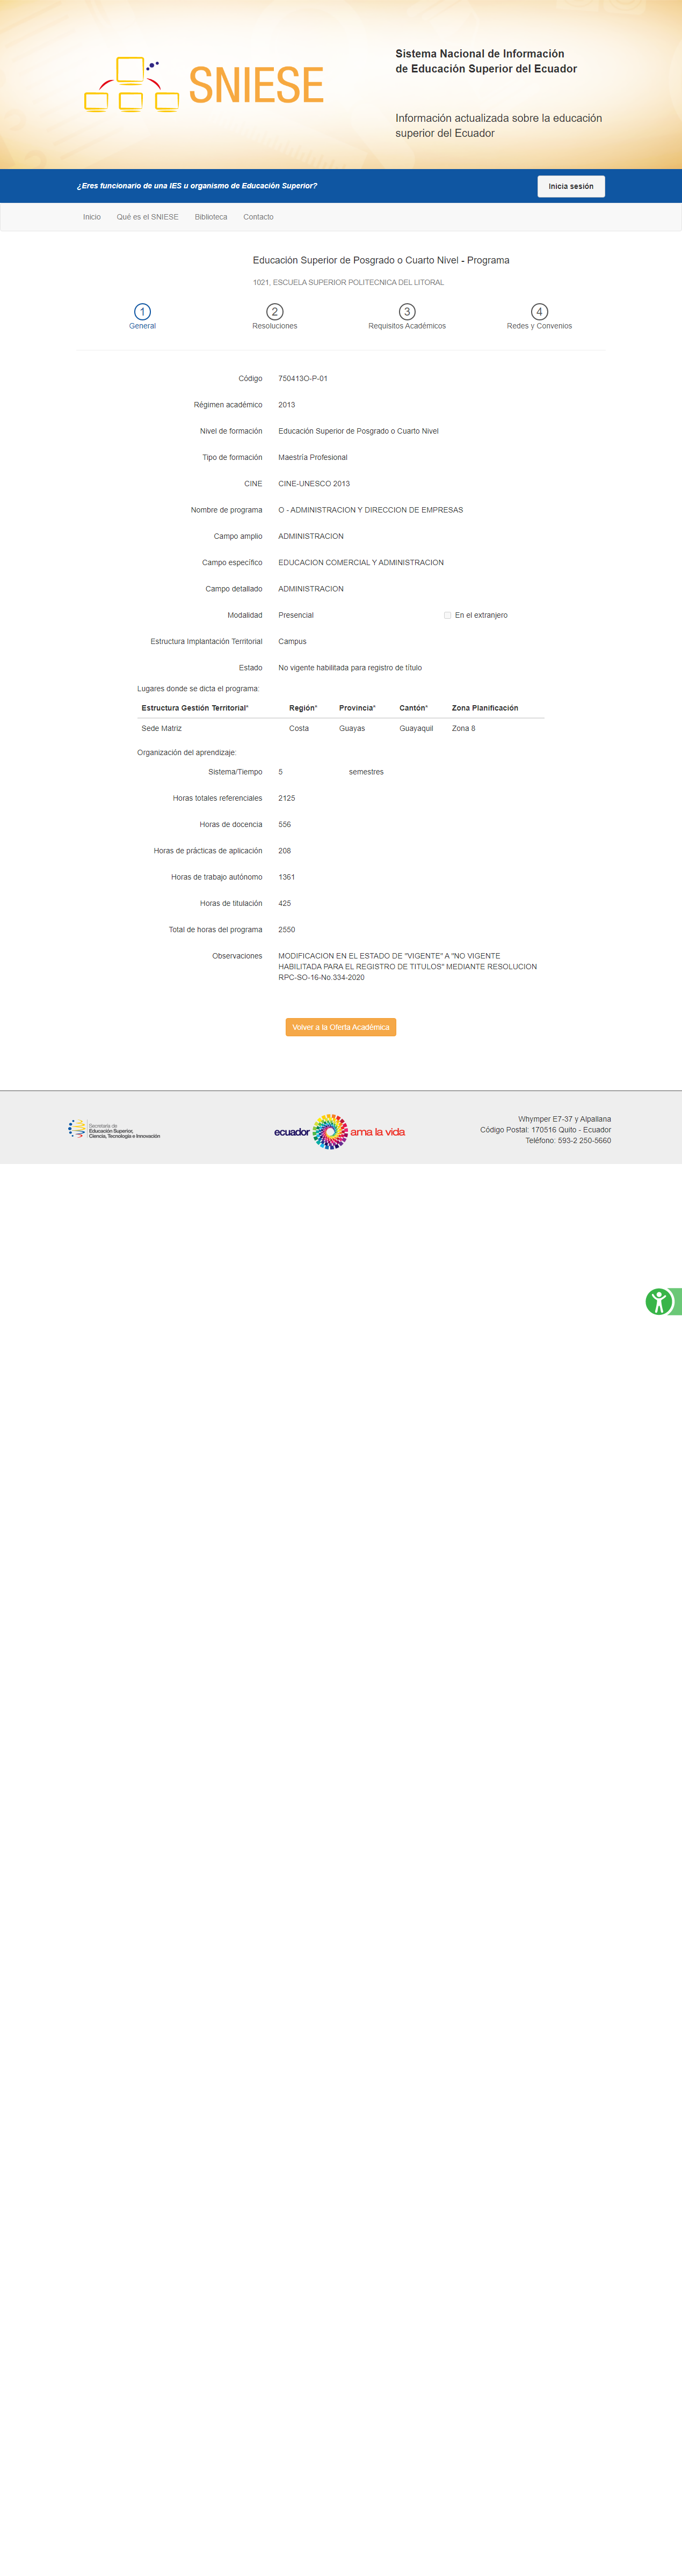 SNIESE
Sistema Nacional de Información
de Educación Superior del Ecuador
Información actualizada sobre la educación
superior del Ecuador
¿Eres funcionario de una IES u organismo de Educación Superior?
Inicia sesión
Inicio Qué es el SNIESE Biblioteca Contacto
Educación Superior de Posgrado o Cuarto Nivel - Programa
1021, ESCUELA SUPERIOR POLITECNICA DEL LITORAL
1 2 3 4
General Resoluciones Requisitos Académicos Redes y Convenios
Código 750413O-P-01
Régimen académico 2013
Nivel de formación Educación Superior de Posgrado o Cuarto Nivel
Tipo de formación Maestría Profesional
CINE CINE-UNESCO 2013
Nombre de programa O - ADMINISTRACION Y DIRECCION DE EMPRESAS
Campo amplio ADMINISTRACION
Campo específico EDUCACION COMERCIAL Y ADMINISTRACION
Campo detallado ADMINISTRACION
Modalidad Presencial En el extranjero
Estructura Implantación Territorial Campus
Estado No vigente habilitada para registro de título
Lugares donde se dicta el programa:
Estructura Gestión Territorial* Región* Provincia* Cantón* Zona Planificación
Sede Matriz Costa Guayas Guayaquil Zona 8
Organización del aprendizaje:
Sistema/Tiempo 5 semestres
Horas totales referenciales 2125
Horas de docencia 556
Horas de prácticas de aplicación 208
Horas de trabajo autónomo 1361
Horas de titulación 425
Total de horas del programa 2550
Observaciones MODIFICACION EN EL ESTADO DE "VIGENTE" A "NO VIGENTE
HABILITADA PARA EL REGISTRO DE TITULOS" MEDIANTE RESOLUCION
RPC-SO-16-No.334-2020
Volver a la Oferta Académica
Secretaría de
Educación Superior,
Ciencia, Tecnología e Innovación
ecuador ama la vida
Whymper E7-37 y Alpallana
Código Postal: 170516 Quito - Ecuador
Teléfono: 593-2 250-5660